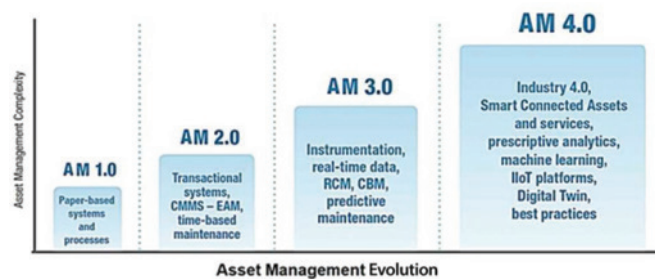 Asset Management Complexity
AM 1.0
Paper-based
systems
and
processes
AM 2.0
Transactional
systems,
CMMS – EAM,
time-based
maintenance
AM 3.0
Instrumentation,
real-time data,
RCM, CBM,
predictive
maintenance
AM 4.0
Industry 4.0,
Smart Connected Assets
and services,
prescriptive analytics,
machine learning,
IIoT platforms,
Digital Twin,
best practices
Asset Management Evolution